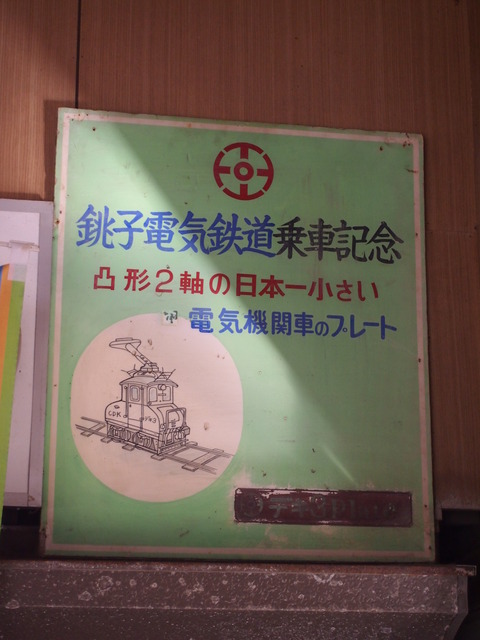 銚子電気鉄道乗車記念
凸形2軸の日本一小さい
電気機関車のプレート
CDK